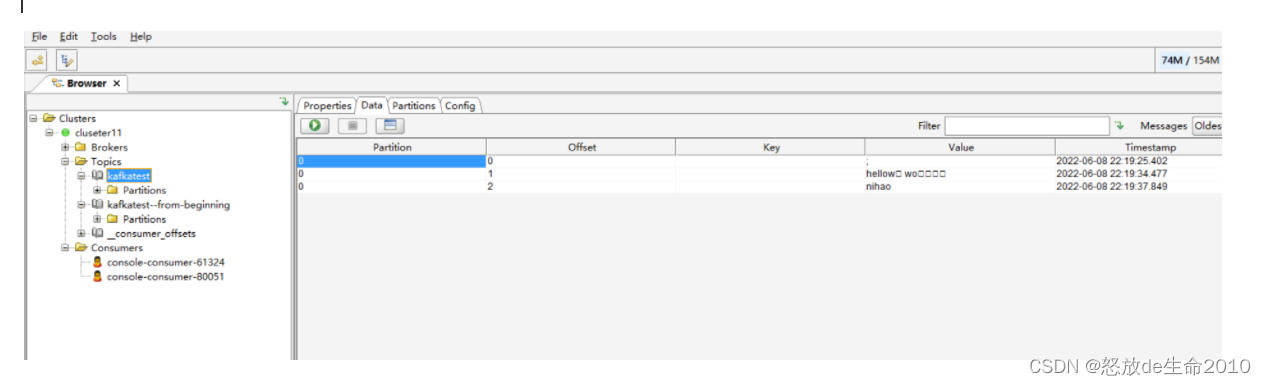 File Edit Tools Help
74M / 154M
Browser
Properties Data Partitions Config
Clusters
Filter Messages Oldes
cluseter11
Brokers
Partition Offset Key Value Timestamp
Topics
0 0 ; 2022-06-08 22:19:25.402
kafkatest
0 1 hellow□ wo□□□□ 2022-06-08 22:19:34.477
Partitions
0 2 nihao 2022-06-08 22:19:37.849
kafkatest--from-beginning
Partitions
__consumer_offsets
Consumers
console-consumer-61324
console-consumer-80051
CSDN @怒放de生命2010